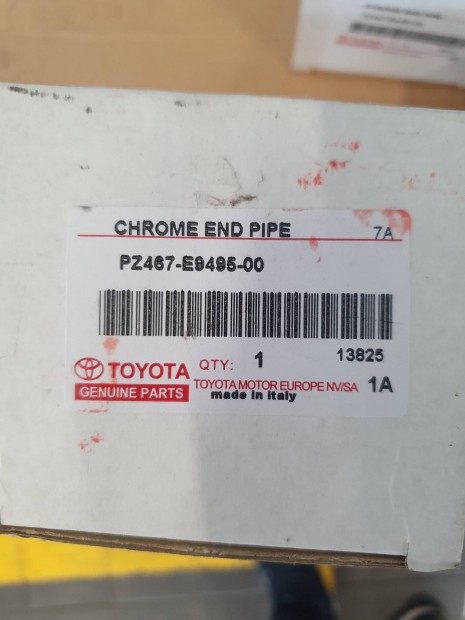 CHROME END PIPE 7A
PZ467-E9495-00
TOYOTA QTY: 1 13825
GENUINE PARTS TOYOTA MOTOR EUROPE NV/SA 1A
made in Italy